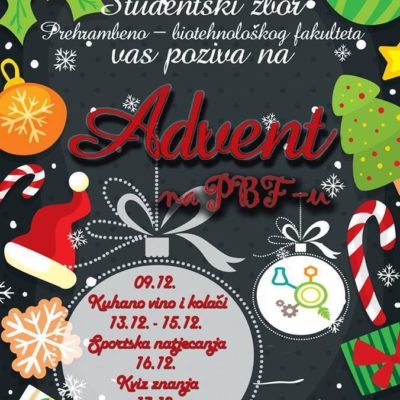 Studentski zbor
Prehrambeno – biotehnološkog fakulteta
vas poziva na
Advent
na PBF-u
09.12.
Kuhano vino i kolači
13.12. - 15.12.
Sportska natjecanja
16.12.
Kviz znanja